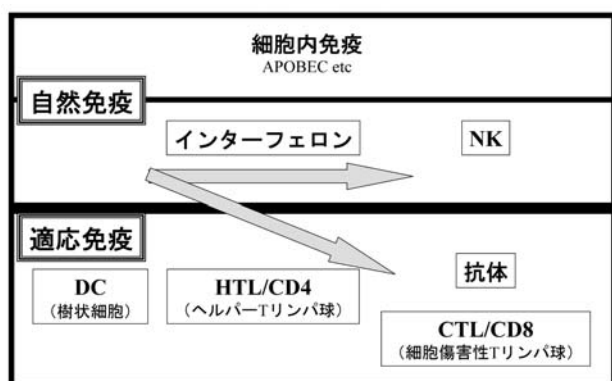 細胞内免疫
APOBEC etc
自然免疫
インターフェロン
NK
適応免疫
DC
(樹状細胞)
HTL/CD4
(ヘルパーTリンパ球)
抗体
CTL/CD8
(細胞傷害性Tリンパ球)